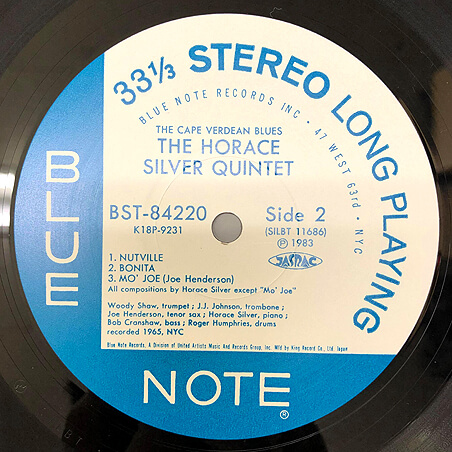 33⅓ STEREO LONG PLAYING
BLUE NOTE RECORDS INC • 47 WEST 63rd • NYC
THE CAPE VERDEAN BLUES
THE HORACE
SILVER QUINTET
BST-84220 Side 2
K18P-9231 (SILBT 11686)
Ⓟ 1983
JASRAC
1. NUTVILLE
2. BONITA
3. MO' JOE (Joe Henderson)
All compositions by Horace Silver except "Mo' Joe"
Woody Shaw, trumpet ; J.J. Johnson, trombone ;
Joe Henderson, tenor sax ; Horace Silver, piano ;
Bob Cranshaw, bass ; Roger Humphries, drums
recorded 1965, NYC
Blue Note Records, A Division of United Artists Music And Records Group, Inc. Mfd by King Record Co., Ltd. Japan
BLUE
NOTE®